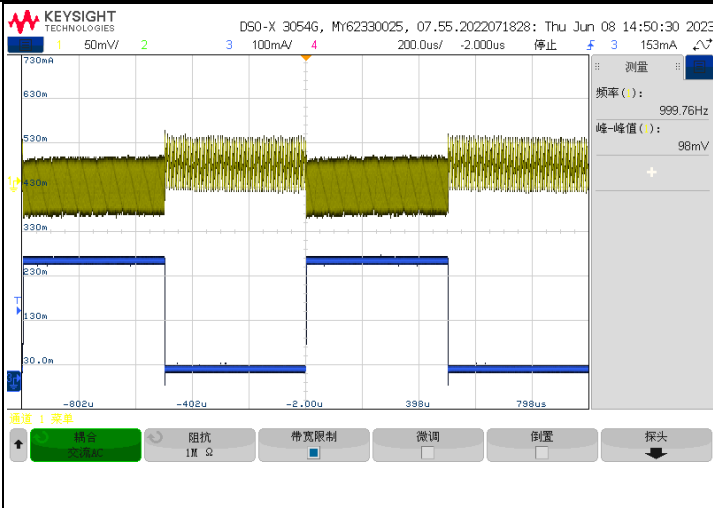 KEYSIGHT
TECHNOLOGIES
DSO-X 3054G, MY62330025, 07.55.2022071828: Thu Jun 08 14:50:30 2023
1 50mV/ 2 3 100mA/ 4 200.0us/ -2.000us 停止 3 153mA
730mA
630m
530m
430m
330m
230m
130m
30.0m
T
-802u -402u -2.00u 398u 798us
测量
频率(1):
999.76Hz
峰-峰值(1):
98mV
通道 1 菜单
耦合
交流AC
阻抗
1M Ω
带宽限制
微调
倒置
探头